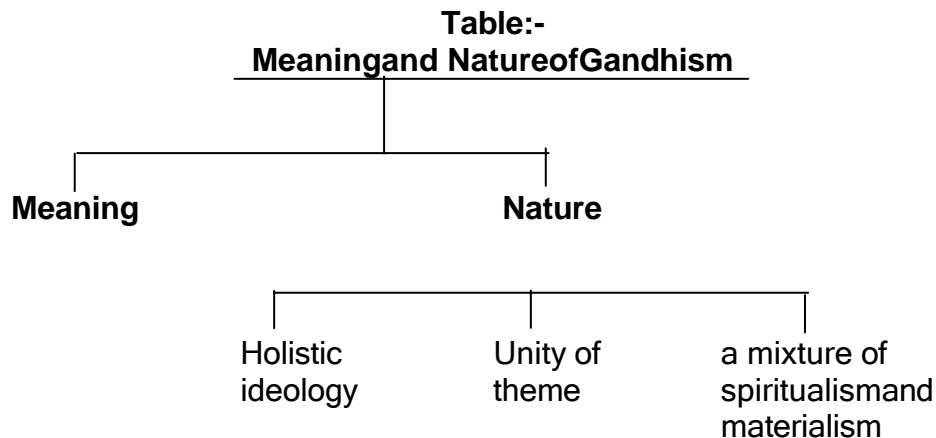 Table:-
Meaningand NatureofGandhism
Meaning
Nature
Holistic
ideology
Unity of
theme
a mixture of
spiritualismand
materialism